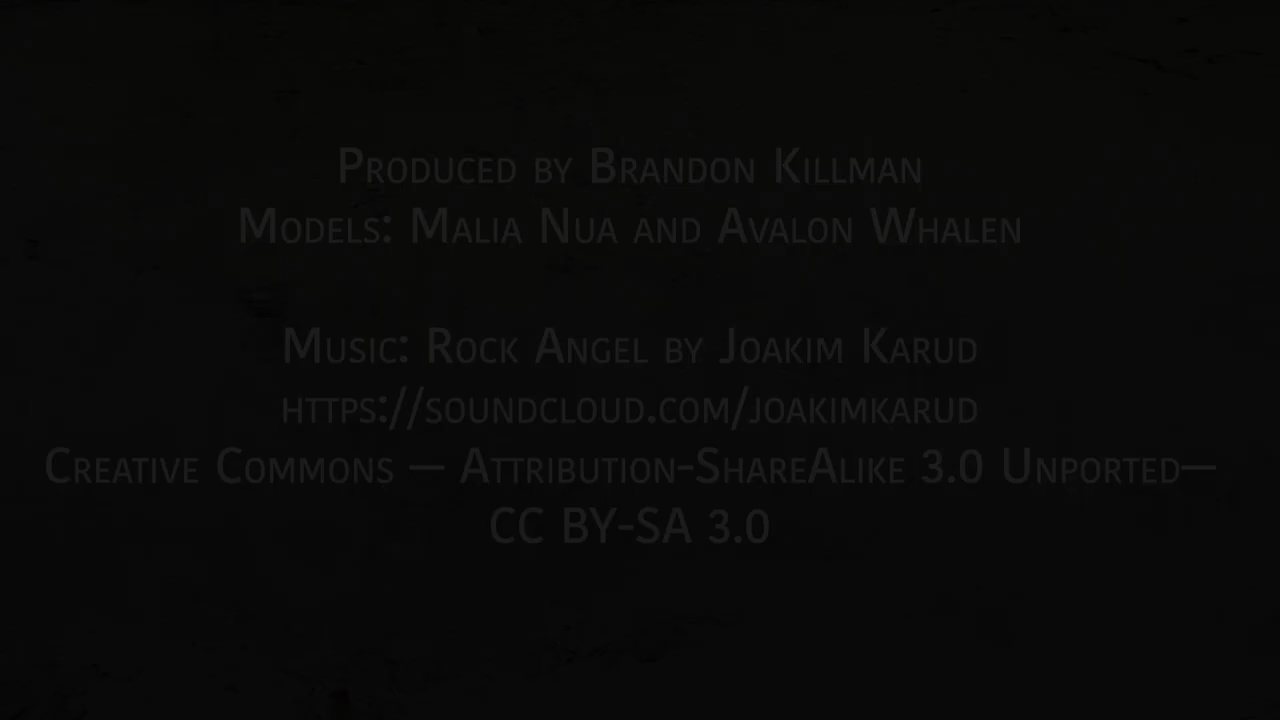 Produced by Brandon Killman
Models: Malia Nua and Avalon Whalen
Music: Rock Angel by Joakim Karud
https://soundcloud.com/joakimkarud
Creative Commons — Attribution-ShareAlike 3.0 Unported—
CC BY-SA 3.0